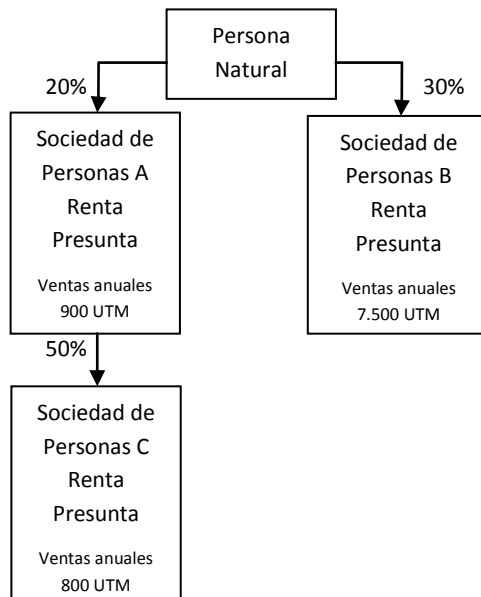 Persona
Natural
20%
30%
Sociedad de
Personas A
Renta
Presunta
Ventas anuales
900 UTM
Sociedad de
Personas B
Renta
Presunta
Ventas anuales
7.500 UTM
50%
Sociedad de
Personas C
Renta
Presunta
Ventas anuales
800 UTM